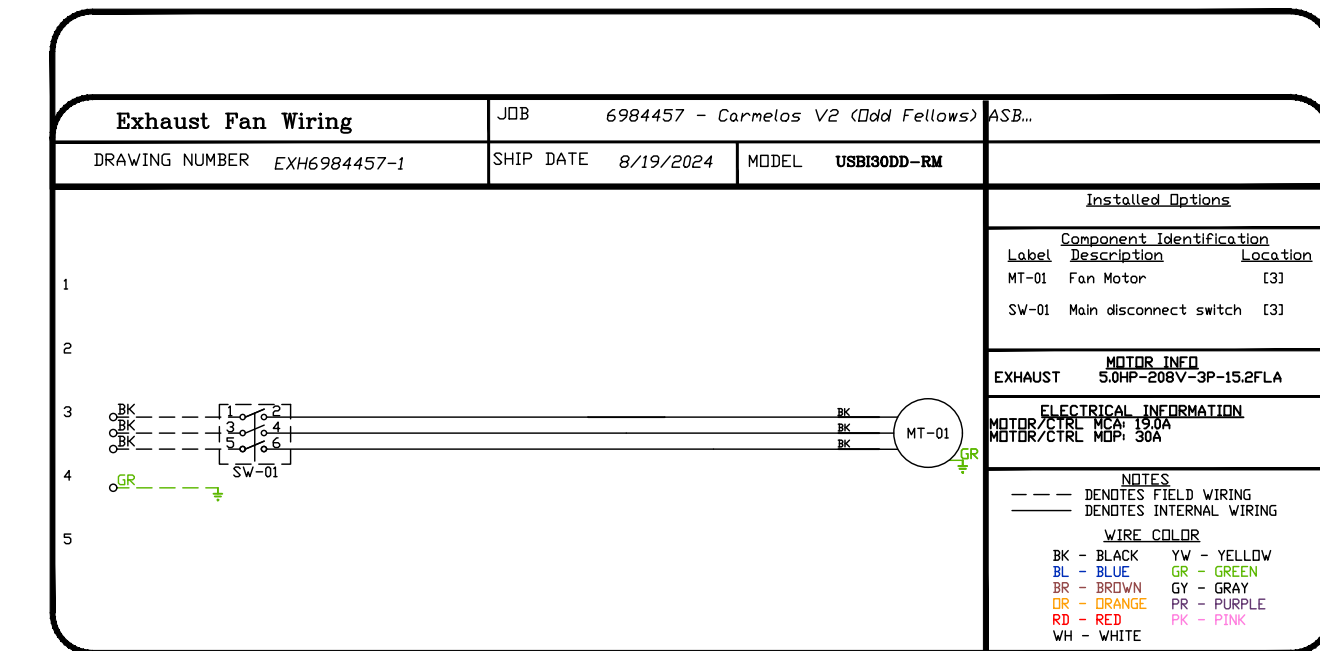 Exhaust Fan Wiring
JOB 6984457 - Carmelos V2 (Odd Fellows) ASB...
DRAWING NUMBER EXH6984457-1
SHIP DATE 8/19/2024
MODEL USBI30DD-RM
Installed Options
Component Identification
Label Description Location
MT-01 Fan Motor [3]
SW-01 Main disconnect switch [3]
MOTOR INFO
EXHAUST 5.0HP-208V-3P-15.2FLA
ELECTRICAL INFORMATION
MOTOR/CTRL MCA: 19.0A
MOTOR/CTRL MOP: 30A
NOTES
DENOTES FIELD WIRING
DENOTES INTERNAL WIRING
WIRE COLOR
BK - BLACK YW - YELLOW
BL - BLUE GR - GREEN
BR - BROWN GY - GRAY
OR - ORANGE PR - PURPLE
RD - RED PK - PINK
WH - WHITE
1
2
3
4
5
BK 1 2 BK
BK 3 4 BK
BK 5 6 BK
MT-01
SW-01
GR
GR